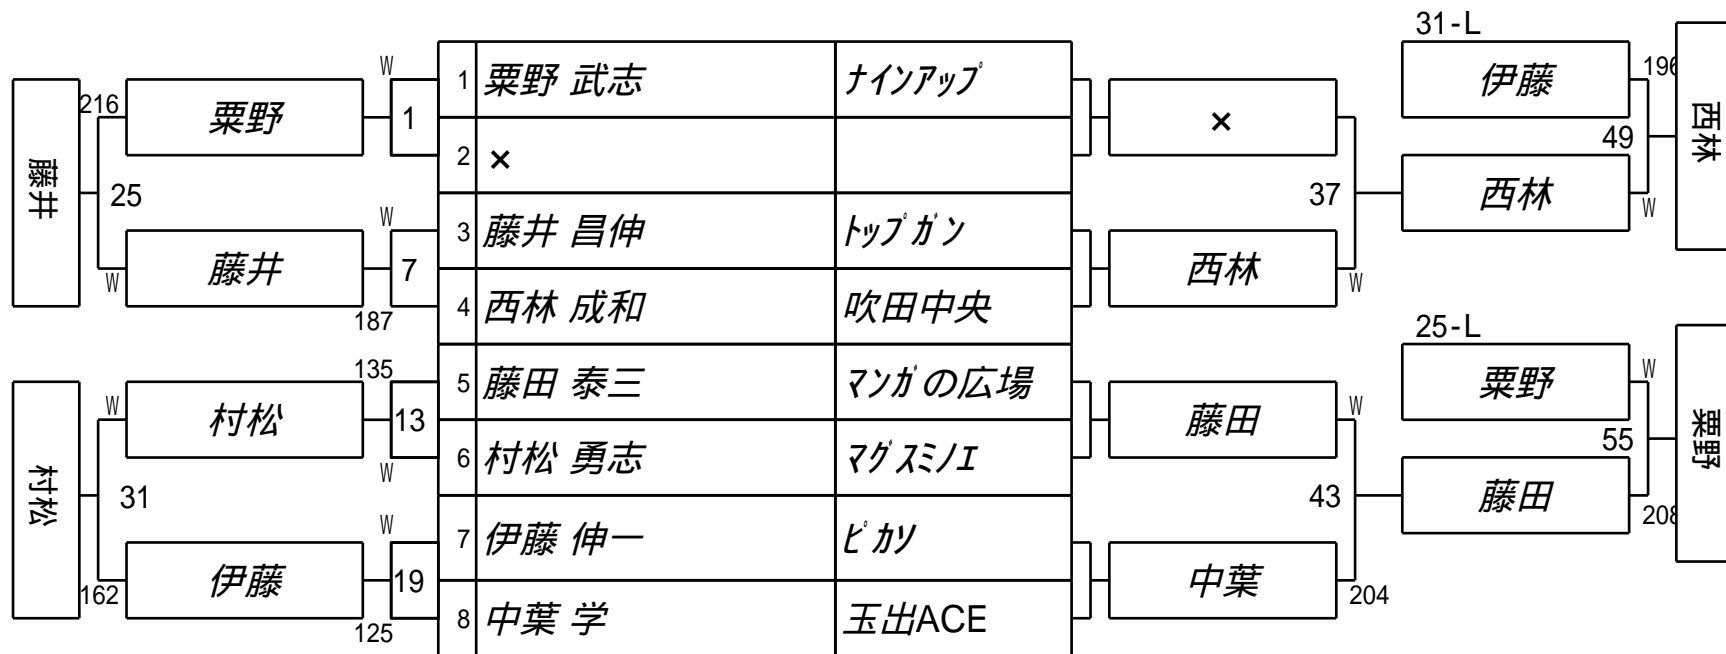 31-L
W
1 粟野 武志 ナインアップ
伊藤 196
216 粟野 1
×
西林
2 ×
49
藤井
25
37
西林 W
W
3 藤井 昌伸 トップガン
W 藤井 7
西林 W
4 西林 成和 吹田中央
187
25-L
135
5 藤田 泰三 マンガの広場
粟野 W
W 村松 13
藤田 W
粟野
55
6 村松 勇志 マグスミノエ
W
村松
31
43
藤田 208
W
7 伊藤 伸一 ピカソ
162 伊藤 19
中葉 204
8 中葉 学 玉出ACE
125